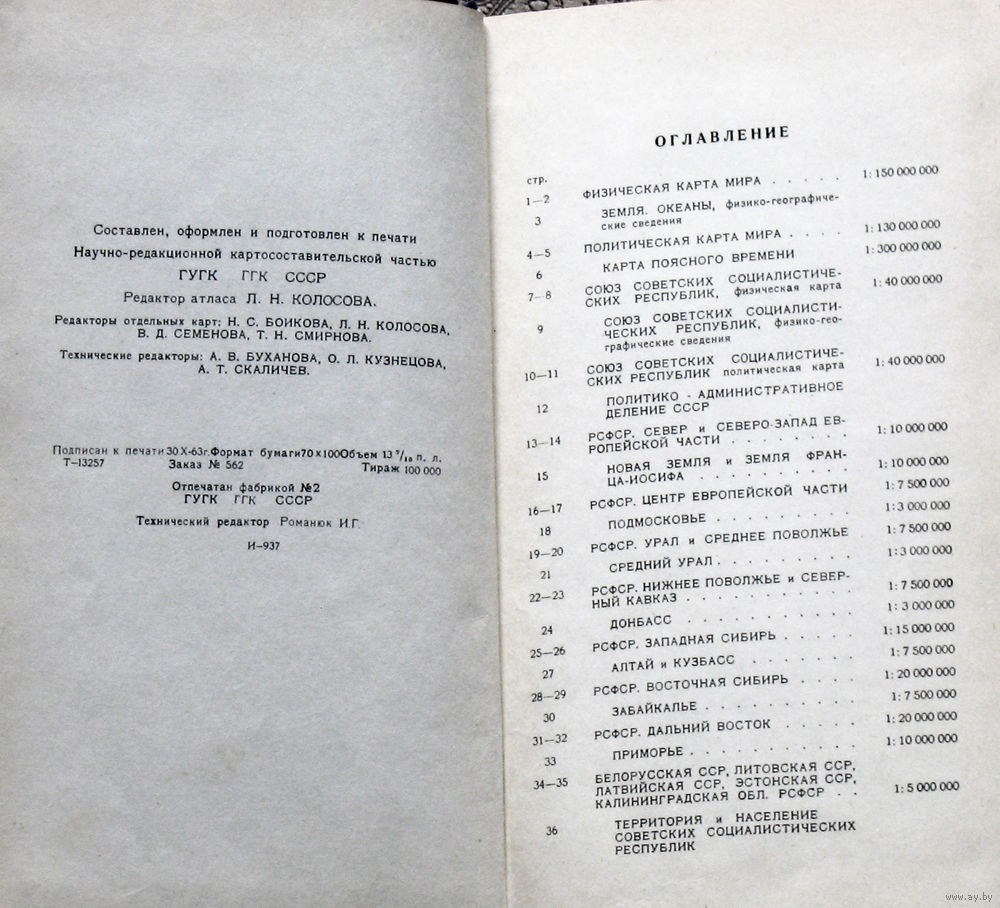 Составлен, оформлен и подготовлен к печати
Научно-редакционной картосоставительской частью
ГУГК ГГК СССР
Редактор атласа Л. Н. КОЛОСОВА.
Редакторы отдельных карт: Н. С. БОИКОВА, Л. Н. КОЛОСОВА,
В. Д. СЕМЕНОВА, Т. Н. СМИРНОВА.
Технические редакторы: А. В. БУХАНОВА, О. Л. КУЗНЕЦОВА,
А. Т. СКАЛИЧЕВ.
Подписан к печати 30 X-63г. Формат бумаги 70×100 Объем 13 ⁹/₁₆ п. л.
Т-13257 Заказ № 562 Тираж 100 000
Отпечатан фабрикой №2
ГУГК ГГК СССР
Технический редактор Романюк И.Г.
И-937
ОГЛАВЛЕНИЕ
стр.
1—2 ФИЗИЧЕСКАЯ КАРТА МИРА . . . . . 1:150 000 000
3 ЗЕМЛЯ. ОКЕАНЫ, физико-географиче-
ские сведения
4—5 ПОЛИТИЧЕСКАЯ КАРТА МИРА . . . . 1:130 000 000
6 КАРТА ПОЯСНОГО ВРЕМЕНИ 1:300 000 000
7—8 СОЮЗ СОВЕТСКИХ СОЦИАЛИСТИЧЕ-
СКИХ РЕСПУБЛИК, физическая карта 1:40 000 000
9 СОЮЗ СОВЕТСКИХ СОЦИАЛИСТИ-
ЧЕСКИХ РЕСПУБЛИК, физико-гео-
графические сведения
10—11 СОЮЗ СОВЕТСКИХ СОЦИАЛИСТИЧЕ-
СКИХ РЕСПУБЛИК политическая карта 1:40 000 000
12 ПОЛИТИКО - АДМИНИСТРАТИВНОЕ
ДЕЛЕНИЕ СССР
13—14 РСФСР. СЕВЕР и СЕВЕРО-ЗАПАД ЕВ-
РОПЕЙСКОЙ ЧАСТИ . . . . . . . . 1:10 000 000
15 НОВАЯ ЗЕМЛЯ и ЗЕМЛЯ ФРАН-
ЦА-ИОСИФА . . . . . . . . . 1:10 000 000
16—17 РСФСР. ЦЕНТР ЕВРОПЕЙСКОЙ ЧАСТИ 1:7 500 000
18 ПОДМОСКОВЬЕ . . . . . . . . . 1:3 000 000
19—20 РСФСР. УРАЛ и СРЕДНЕЕ ПОВОЛЖЬЕ 1:7 500 000
21 СРЕДНИЙ УРАЛ . . . . . . . . . 1:3 000 000
22—23 РСФСР. НИЖНЕЕ ПОВОЛЖЬЕ и СЕВЕР-
НЫЙ КАВКАЗ . . . . . . . . . . . 1:7 500 000
24 ДОНБАСС . . . . . . . . . . . 1:3 000 000
25—26 РСФСР. ЗАПАДНАЯ СИБИРЬ . . . . . 1:15 000 000
27 АЛТАЙ и КУЗБАСС . . . . . . . 1:7 500 000
28—29 РСФСР. ВОСТОЧНАЯ СИБИРЬ . . . . 1:20 000 000
30 ЗАБАЙКАЛЬЕ . . . . . . . . . . 1:7 500 000
31—32 РСФСР. ДАЛЬНИЙ ВОСТОК . . . . . 1:20 000 000
33 ПРИМОРЬЕ . . . . . . . . . . . 1:10 000 000
34—35 БЕЛОРУССКАЯ ССР, ЛИТОВСКАЯ ССР,
ЛАТВИЙСКАЯ ССР, ЭСТОНСКАЯ ССР,
КАЛИНИНГРАДСКАЯ ОБЛ. РСФСР . . 1:5 000 000
36 ТЕРРИТОРИЯ и НАСЕЛЕНИЕ
СОВЕТСКИХ СОЦИАЛИСТИЧЕСКИХ
РЕСПУБЛИК
www.ay.by